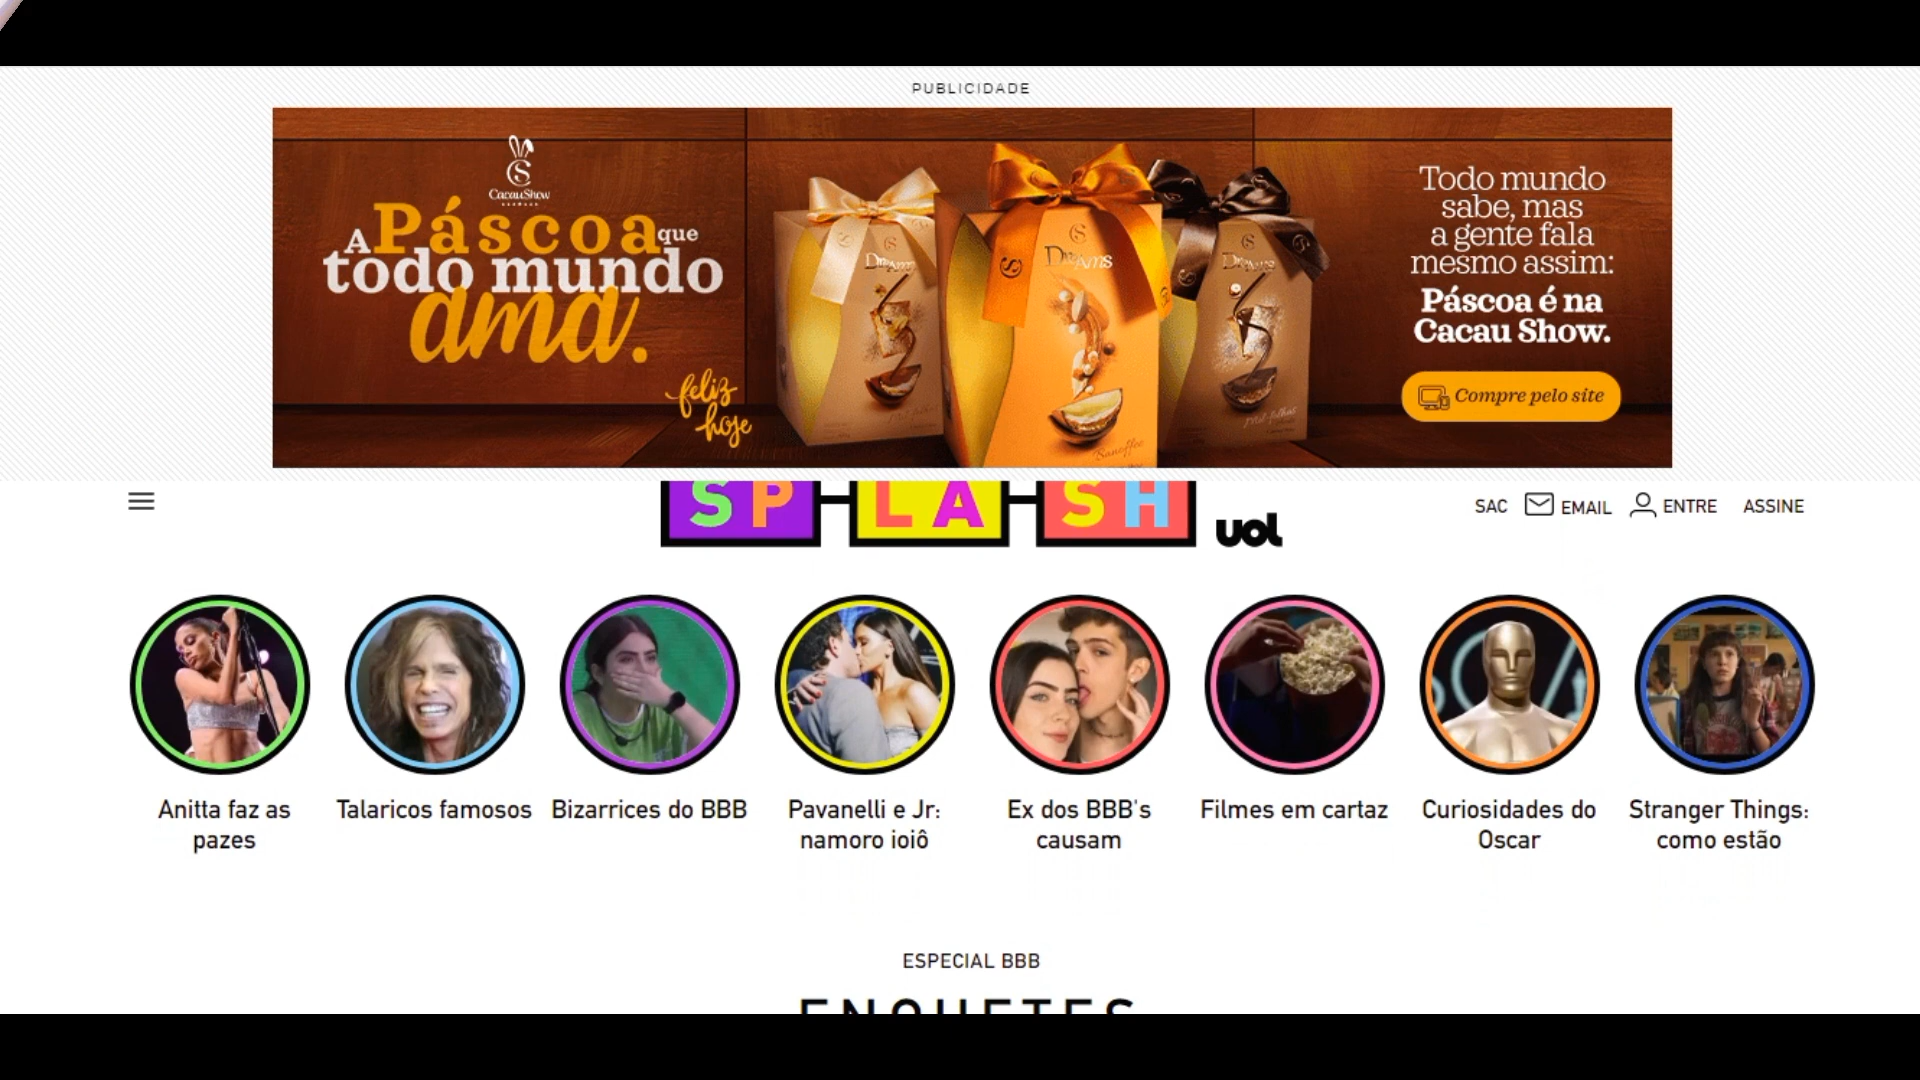 PUBLICIDADE
CacauShow
A Páscoa que
todo mundo
ama.
feliz
hoje
Dreams
Dreams
Dreams
Banoffee
Todo mundo
sabe, mas
a gente fala
mesmo assim:
Páscoa é na
Cacau Show.
Compre pelo site
SPLASH uol
SAC EMAIL ENTRE ASSINE
Anitta faz as
pazes
Talaricos famosos
Bizarrices do BBB
Pavanelli e Jr:
namoro ioiô
Ex dos BBB's
causam
Filmes em cartaz
Curiosidades do
Oscar
Stranger Things:
como estão
ESPECIAL BBB
ENQUETES